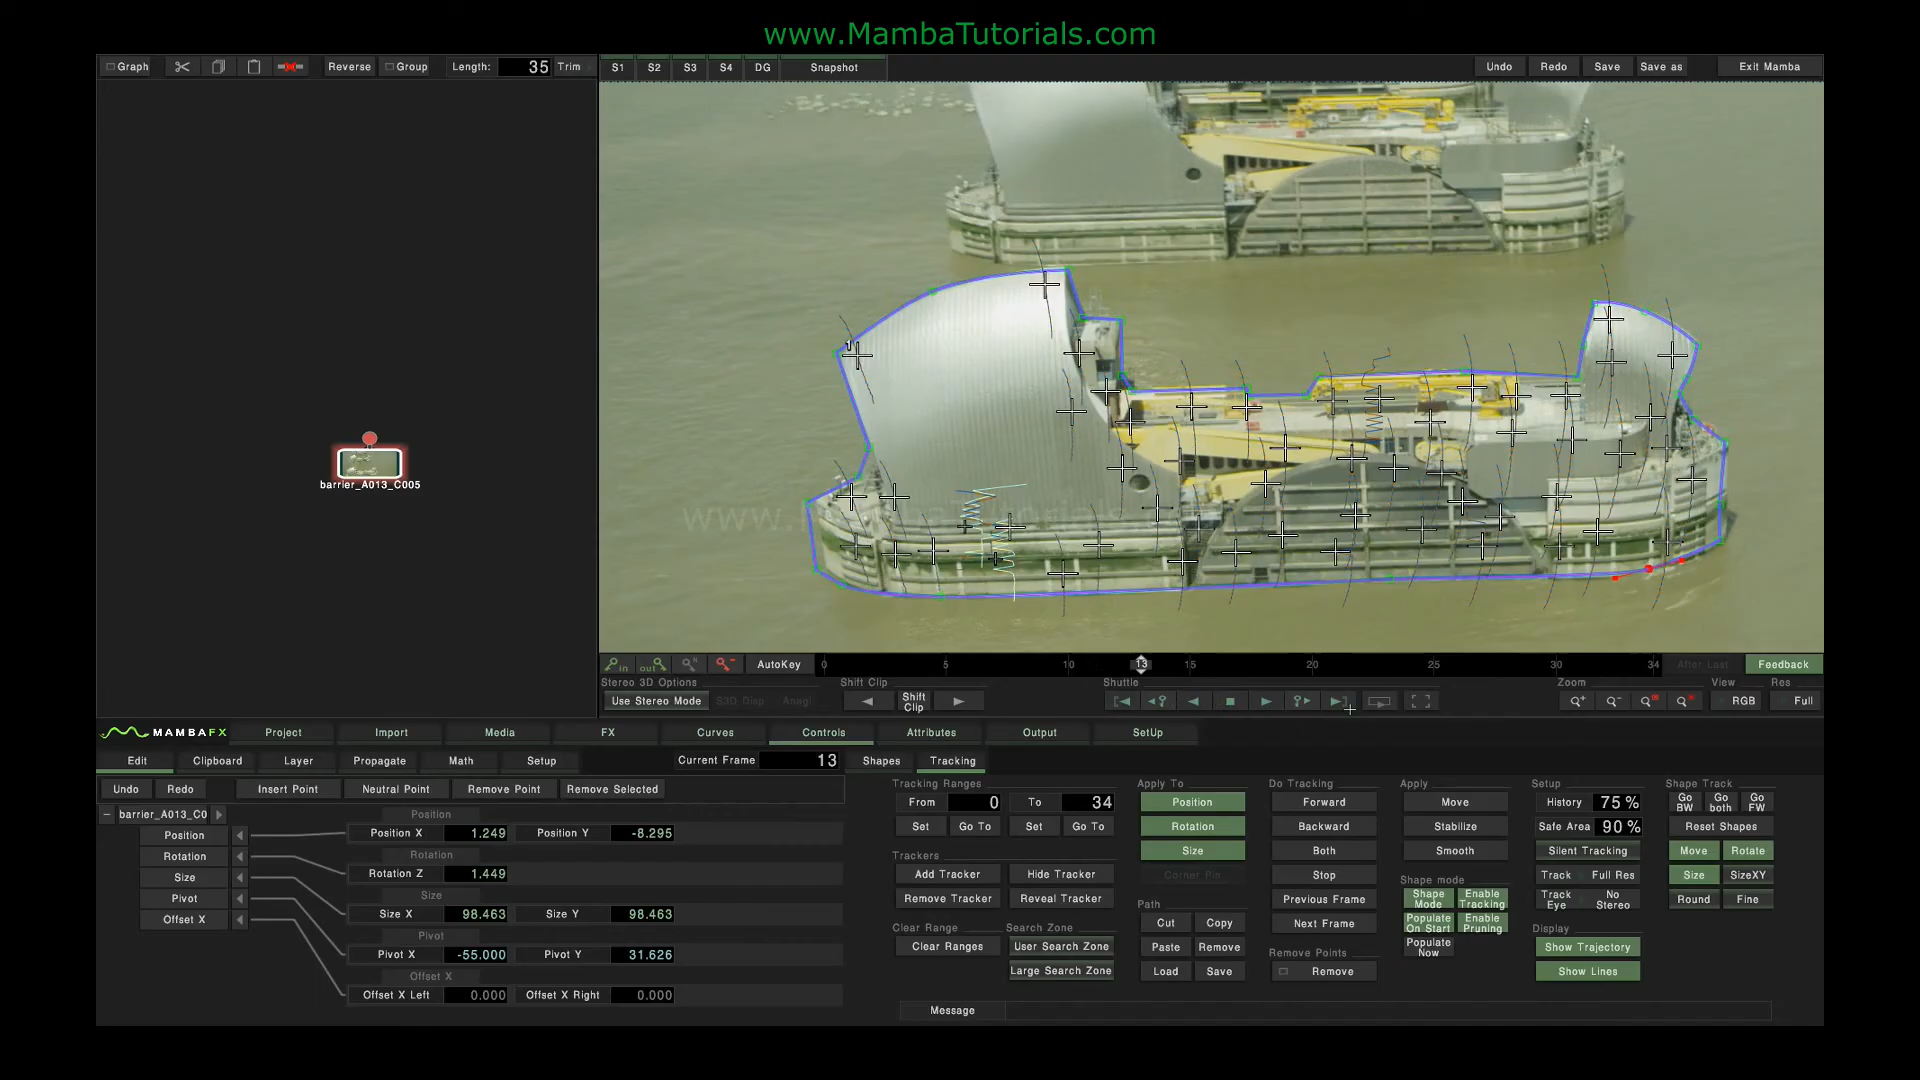 www.MambaTutorials.com
Graph Reverse Group Length: 35 Trim S1 S2 S3 S4 DG Snapshot Undo Redo Save Save as Exit Mamba
barrier_A013_C005
www.
in out N AutoKey 0 5 10 13 15 20 25 30 34 After Last Feedback
Stereo 3D Options Shift Clip Shuttle Zoom View Res
Use Stereo Mode S3D Disp Anagl Shift Clip RGB Full
MAMBAFX Project Import Media FX Curves Controls Attributes Output SetUp
Edit Clipboard Layer Propagate Math Setup Current Frame 13 Shapes Tracking
Undo Redo Insert Point Neutral Point Remove Point Remove Selected
barrier_A013_C0
Position
Rotation
Size
Pivot
Offset X
Position
Position X 1.249 Position Y -8.295
Rotation
Rotation Z 1.449
Size
Size X 98.463 Size Y 98.463
Pivot
Pivot X -55.000 Pivot Y 31.626
Offset X
Offset X Left 0.000 Offset X Right 0.000
Tracking Ranges
From 0 To 34
Set Go To Set Go To
Trackers
Add Tracker Hide Tracker
Remove Tracker Reveal Tracker
Clear Range Search Zone
Clear Ranges User Search Zone
Large Search Zone
Apply To
Position
Rotation
Size
Corner Pin
Path
Cut Copy
Paste Remove
Load Save
Do Tracking
Forward
Backward
Both
Stop
Previous Frame
Next Frame
Remove Points
Remove
Apply
Move
Stabilize
Smooth
Shape mode
Shape Mode Enable Tracking
Populate On Start Enable Pruning
Populate Now
Setup
History 75 %
Safe Area 90 %
Silent Tracking
Track Full Res
Track Eye No Stereo
Display
Show Trajectory
Show Lines
Shape Track
Go BW Go both Go FW
Reset Shapes
Move Rotate
Size SizeXY
Round Fine
Message